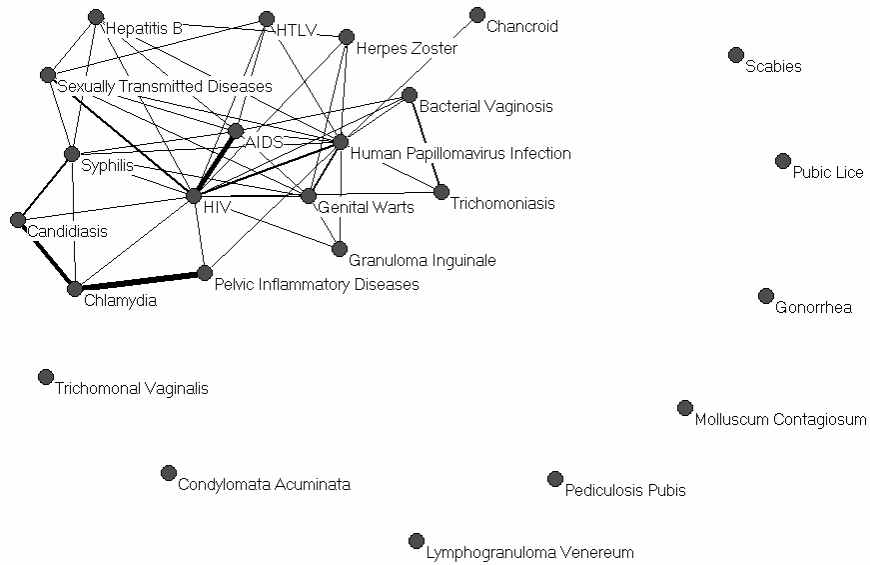 Hepatitis B
HTLV
Chancroid
Herpes Zoster
Scabies
Sexually Transmitted Diseases
Bacterial Vaginosis
AIDS
Human Papillomavirus Infection
Syphilis
Pubic Lice
HIV
Genital Warts
Trichomoniasis
Candidiasis
Granuloma Inguinale
Pelvic Inflammatory Diseases
Chlamydia
Gonorrhea
Trichomonal Vaginalis
Molluscum Contagiosum
Condylomata Acuminata
Pediculosis Pubis
Lymphogranuloma Venereum